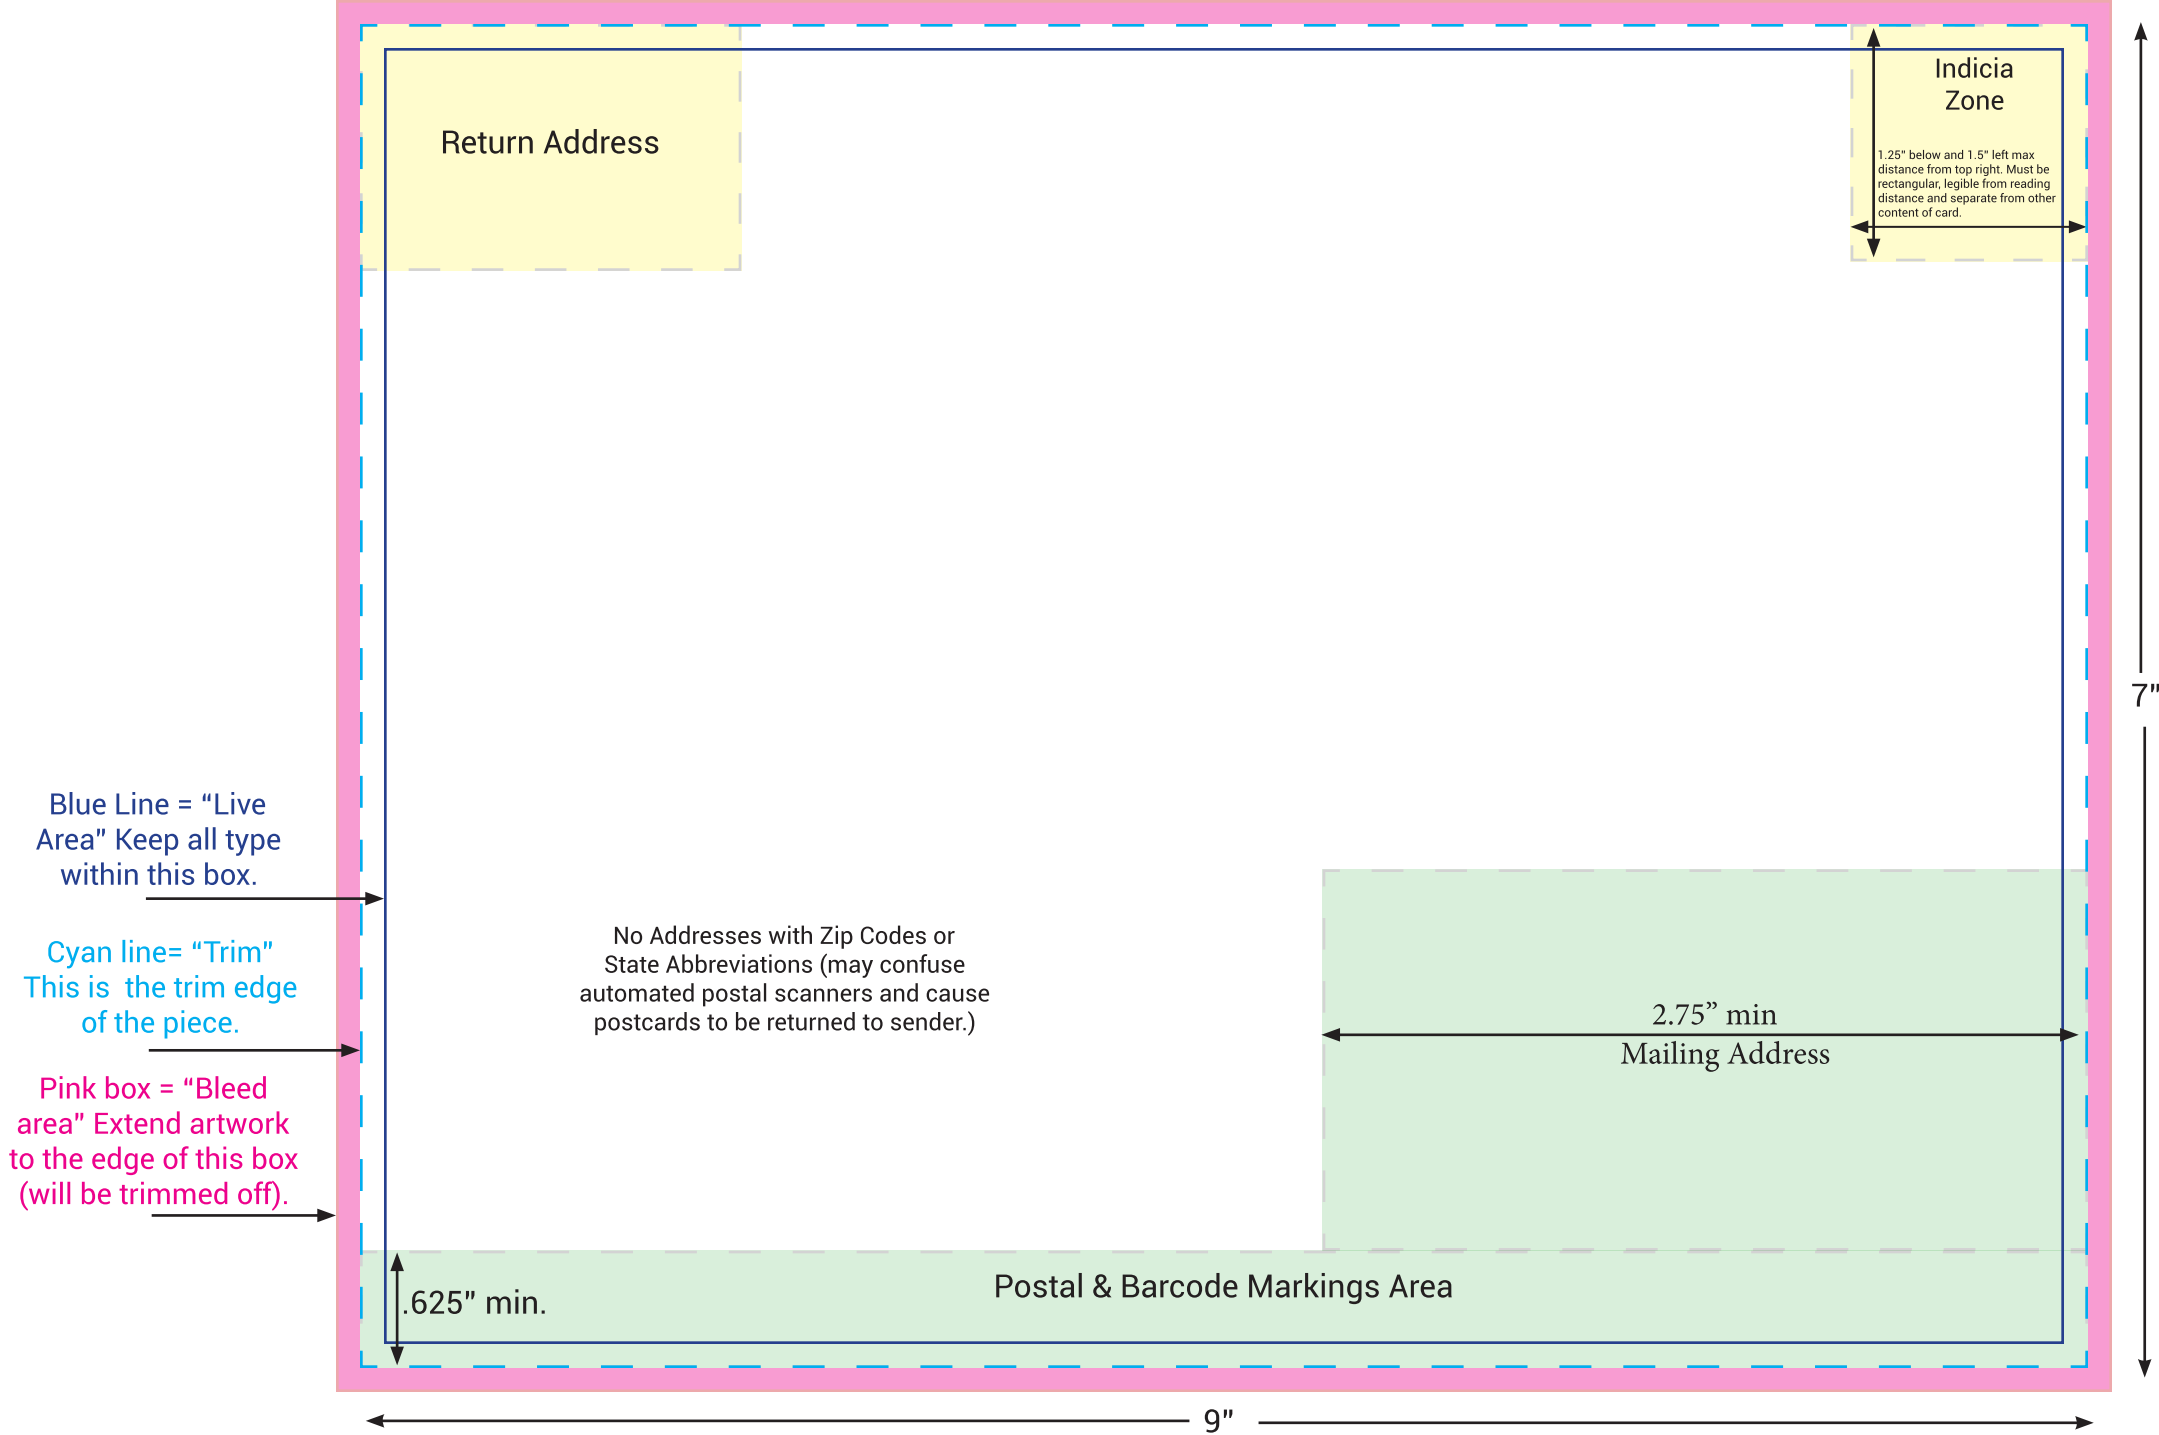 Return Address
Indicia
Zone
1.25" below and 1.5" left max
distance from top right. Must be
rectangular, legible from reading
distance and separate from other
content of card.
7"
Blue Line = “Live
Area" Keep all type
within this box.
Cyan line= “Trim"
This is  the trim edge
of the piece.
Pink box = “Bleed
area" Extend artwork
to the edge of this box
(will be trimmed off).
No Addresses with Zip Codes or
State Abbreviations (may confuse
automated postal scanners and cause
postcards to be returned to sender.)
2.75” min
Mailing Address
Postal & Barcode Markings Area
.625" min.
9"